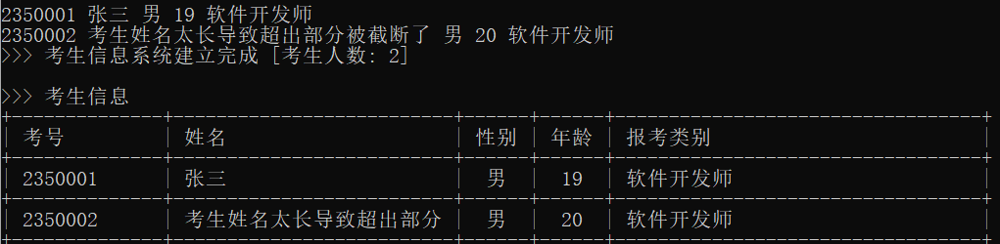 2350001 张三 男 19 软件开发师
2350002 考生姓名太长导致超出部分被截断了 男 20 软件开发师
>>> 考生信息系统建立完成 [考生人数: 2]
>>> 考生信息
+-------------+------------------------+------+------+--------------------------------+
| 考号 | 姓名 | 性别 | 年龄 | 报考类别 |
+-------------+------------------------+------+------+--------------------------------+
| 2350001 | 张三 | 男 | 19 | 软件开发师 |
+-------------+------------------------+------+------+--------------------------------+
| 2350002 | 考生姓名太长导致超出部分 | 男 | 20 | 软件开发师 |
+-------------+------------------------+------+------+--------------------------------+